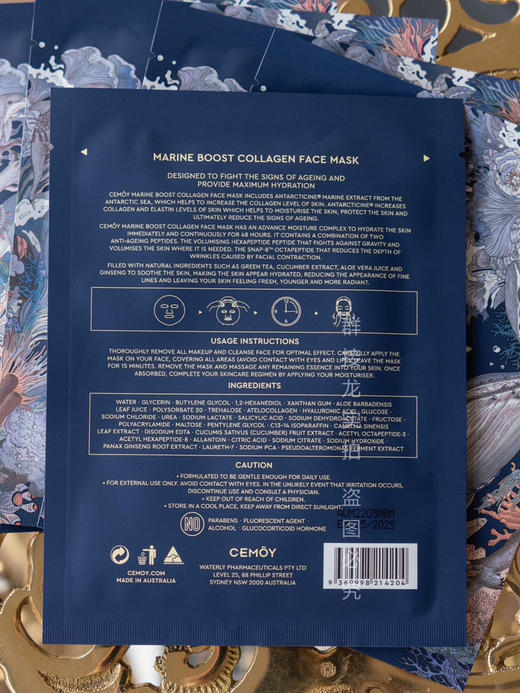 MARINE BOOST COLLAGEN FACE MASK
DESIGNED TO FIGHT THE SIGNS OF AGEING AND
PROVIDE MAXIMUM HYDRATION
CEMÔY MARINE BOOST COLLAGEN FACE MASK INCLUDES ANTARCTICINE® MARINE EXTRACT FROM THE
ANTARCTIC SEA, WHICH HELPS TO INCREASE THE COLLAGEN LEVEL OF SKIN. ANTARCTICINE® INCREASES
COLLAGEN AND ELASTIN LEVELS OF SKIN WHICH HELPS TO MOISTURISE THE SKIN, PROTECT THE SKIN AND
ULTIMATELY REDUCE THE SIGNS OF AGEING.
CEMÔY MARINE BOOST COLLAGEN FACE MASK HAS AN ADVANCE MOISTURE COMPLEX TO HYDRATE THE SKIN
IMMEDIATELY AND CONTINUOUSLY FOR 48 HOURS. IT CONTAINS A COMBINATION OF TWO
ANTI-AGEING PEPTIDES. THE VOLUMISING HEXAPEPTIDE PEPTIDE THAT FIGHTS AGAINST GRAVITY AND
VOLUMISES THE SKIN WHERE IT IS NEEDED. THE SNAP-8™ OCTAPEPTIDE THAT REDUCES THE DEPTH OF
WRINKLES CAUSED BY FACIAL CONTRACTION.
FILLED WITH NATURAL INGREDIENTS SUCH AS GREEN TEA, CUCUMBER EXTRACT, ALOE VERA JUICE AND
GINSENG TO SOOTHE THE SKIN, MAKING THE SKIN APPEAR HYDRATED, REDUCING THE APPEARANCE OF FINE
LINES AND LEAVING YOUR SKIN FEELING FRESH, YOUNGER AND MORE RADIANT.
USAGE INSTRUCTIONS
THOROUGHLY REMOVE ALL MAKEUP AND CLEANSE FACE FOR OPTIMAL EFFECT. CAREFULLY APPLY THE
MASK ON YOUR FACE, COVERING ALL AREAS (AVOID CONTACT WITH EYES AND LIPS). LEAVE THE MASK
FOR 15 MINUTES. REMOVE THE MASK AND MASSAGE ANY REMAINING ESSENCE INTO YOUR SKIN. ONCE
ABSORBED, COMPLETE YOUR SKINCARE REGIMEN BY APPLYING YOUR MOISTURISER.
INGREDIENTS
WATER · GLYCERIN · BUTYLENE GLYCOL · 1,2-HEXANEDIOL · XANTHAN GUM · ALOE BARBADENSIS
LEAF JUICE · POLYSORBATE 20 · TREHALOSE · ATELOCOLLAGEN · HYALURONIC ACID · GLUCOSE ·
SODIUM CHLORIDE · UREA · SODIUM LACTATE · SALICYLIC ACID · SODIUM DEHYDROACETATE · FRUCTOSE ·
POLYACRYLAMIDE · MALTOSE · PENTYLENE GLYCOL · C13-14 ISOPARAFFIN · CAMELLIA SINENSIS
LEAF EXTRACT · DISODIUM EDTA · CUCUMIS SATIVUS (CUCUMBER) FRUIT EXTRACT · ACETYL OCTAPEPTIDE-3 ·
ACETYL HEXAPEPTIDE-8 · ALLANTOIN · CITRIC ACID · SODIUM CITRATE · SODIUM HYDROXIDE ·
PANAX GINSENG ROOT EXTRACT · LAURETH-7 · SODIUM PCA · PSEUDOALTEROMONAS FERMENT EXTRACT
CAUTION
• FORMULATED TO BE GENTLE ENOUGH FOR DAILY USE.
• FOR EXTERNAL USE ONLY. AVOID CONTACT WITH EYES. IN THE UNLIKELY EVENT THAT IRRITATION OCCURS,
DISCONTINUE USE AND CONSULT A PHYSICIAN.
• KEEP OUT OF REACH OF CHILDREN.
• STORE IN A COOL PLACE, AWAY FROM DIRECT SUNLIGHT.
NO
PARABENS · FLUORESCENT AGENT ·
ALCOHOL · GLUCOCORTICOID HORMONE
AUM2205MBM
5/2025
CEMÔY
CEMOY.COM
MADE IN AUSTRALIA
WATERLY PHARMACEUTICALS PTY LTD
LEVEL 25, 88 PHILLIP STREET
SYDNEY NSW 2000 AUSTRALIA
9 360998 214204
盗图必究